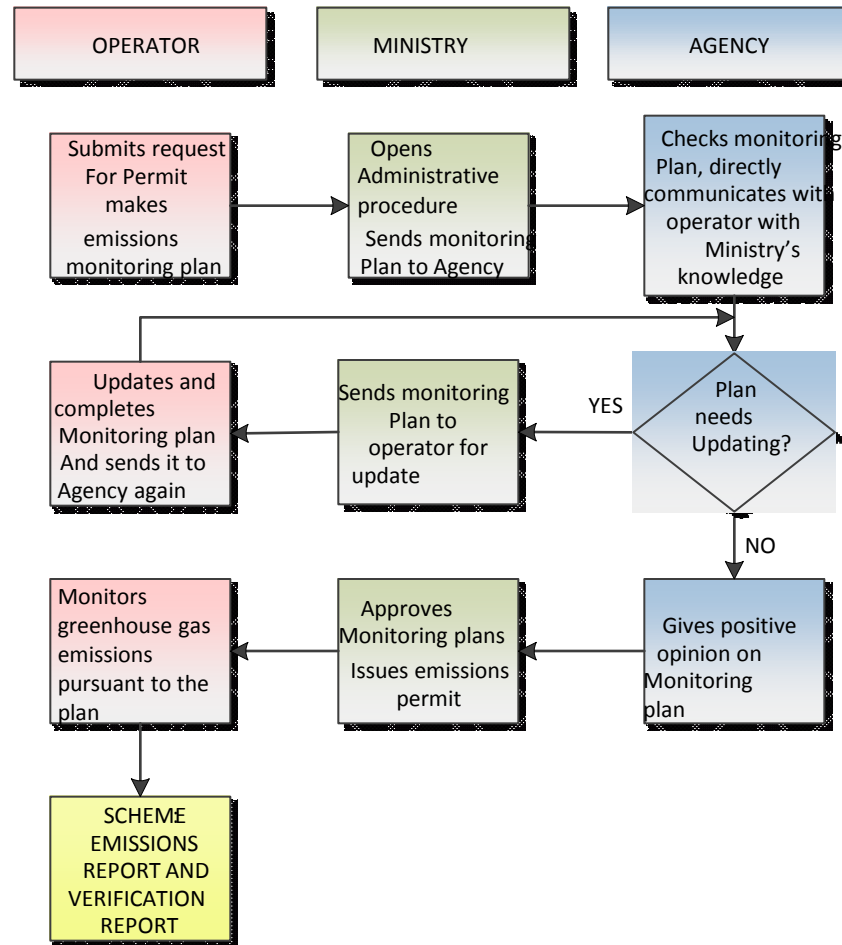 OPERATOR
MINISTRY
AGENCY
Submits request
For Permit
makes
emissions
monitoring plan
Opens
Administrative
procedure
Sends monitoring
Plan to Agency
Checks monitoring
Plan, directly
communicates with
operator with
Ministry’s
knowledge
Updates and
completes
Monitoring plan
And sends it to
Agency again
Sends monitoring
Plan to
operator for
update
YES
Plan
needs
Updating?
NO
Monitors
greenhouse gas
emissions
pursuant to the
plan
Approves
Monitoring plans
Issues emissions
permit
Gives positive
opinion on
Monitoring
plan
SCHEME
EMISSIONS
REPORT AND
VERIFICATION
REPORT